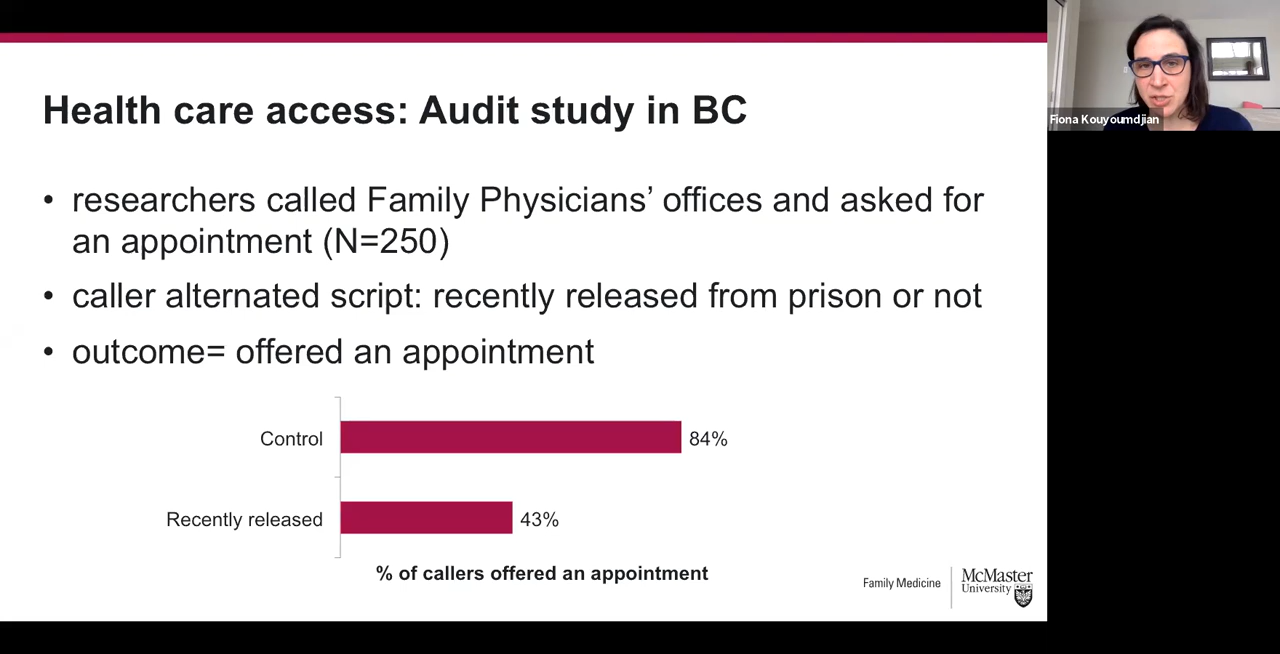 Health care access: Audit study in BC
• researchers called Family Physicians’ offices and asked for
an appointment (N=250)
• caller alternated script: recently released from prison or not
• outcome= offered an appointment
Control
84%
Recently released
43%
% of callers offered an appointment
Family Medicine
McMaster
University
Fiona Kouyoumdjian